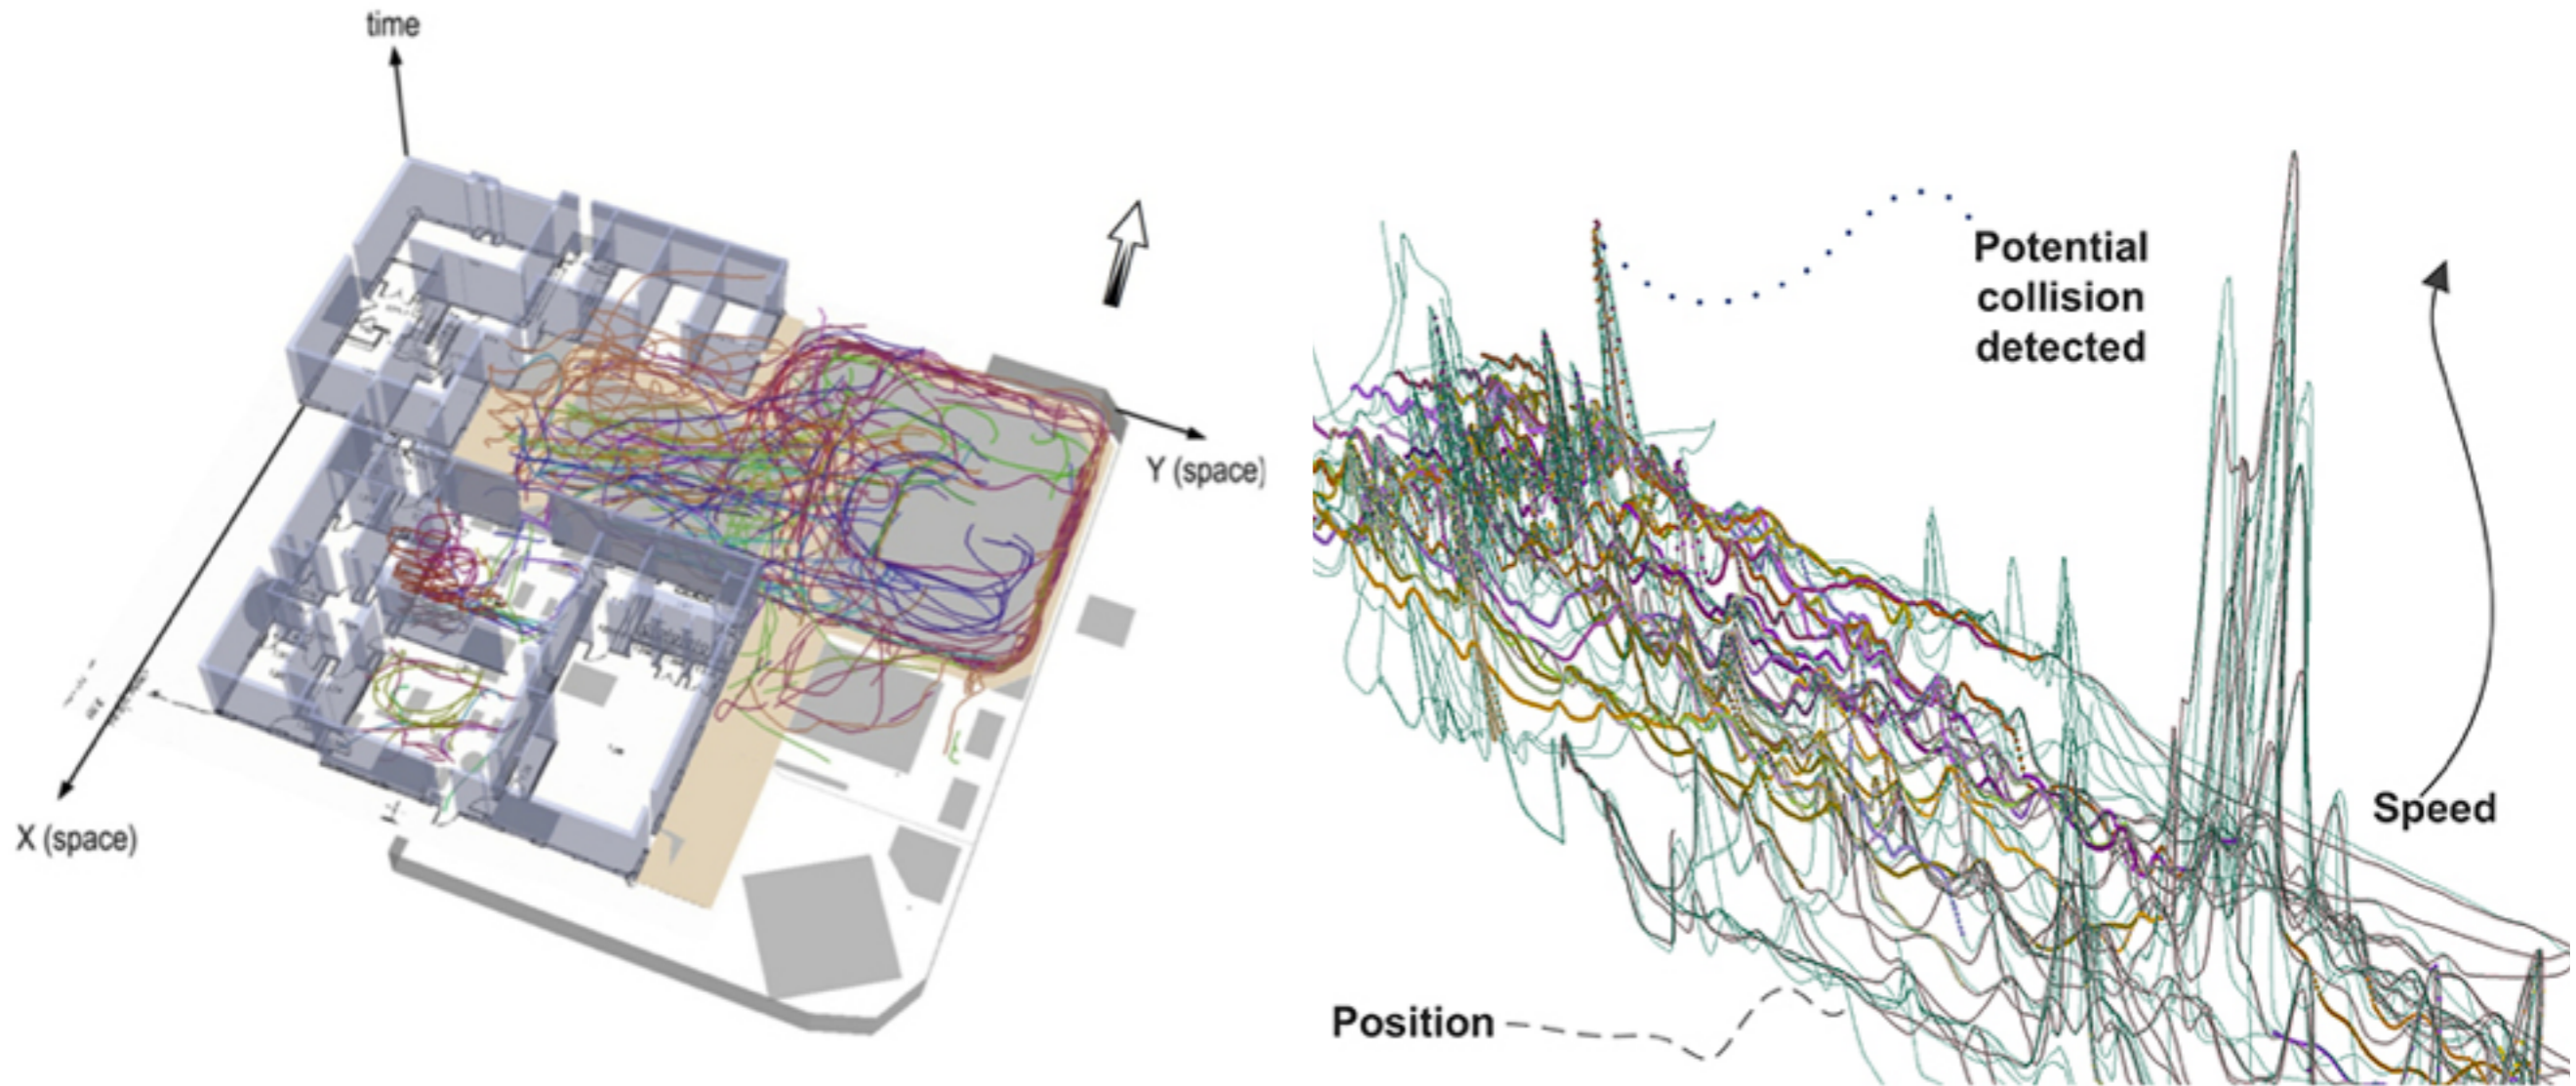 time
Y (space)
X (space)
Potential
collision
detected
Speed
Position